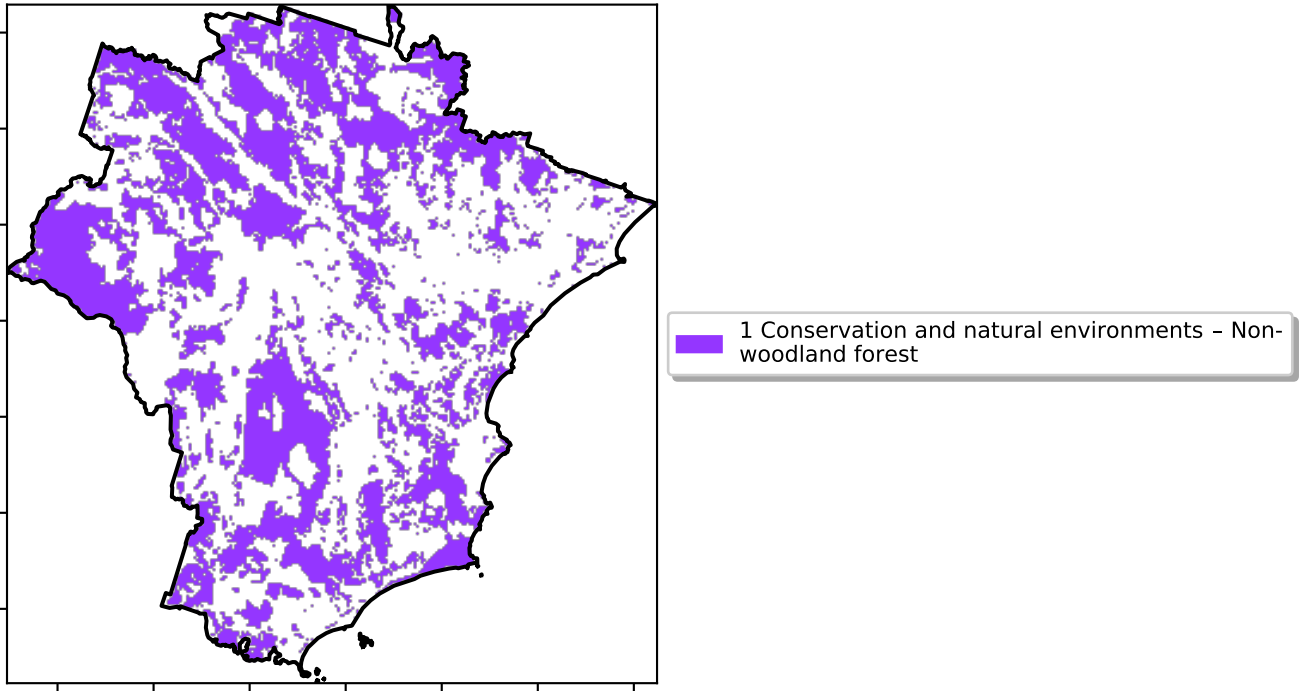 1 Conservation and natural environments – Non-
woodland forest